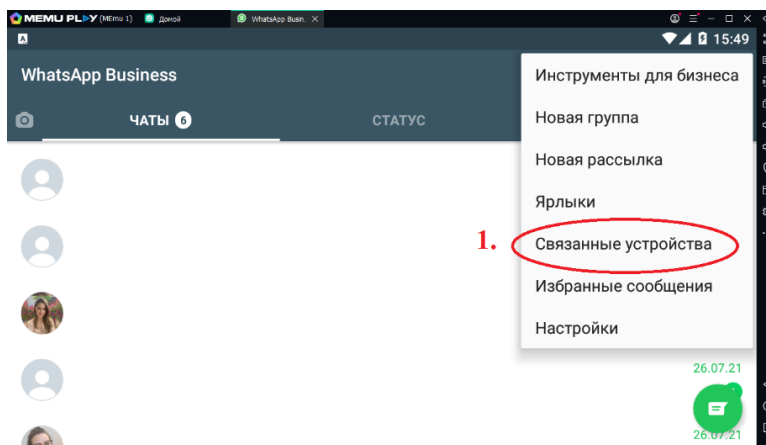 MEMU PLAY (MEmu 1) Домой WhatsApp Busin.
15:49
WhatsApp Business
ЧАТЫ 6
СТАТУС
Инструменты для бизнеса
Новая группа
Новая рассылка
Ярлыки
1. Связанные устройства
Избранные сообщения
Настройки
26.07.21
26.07.21